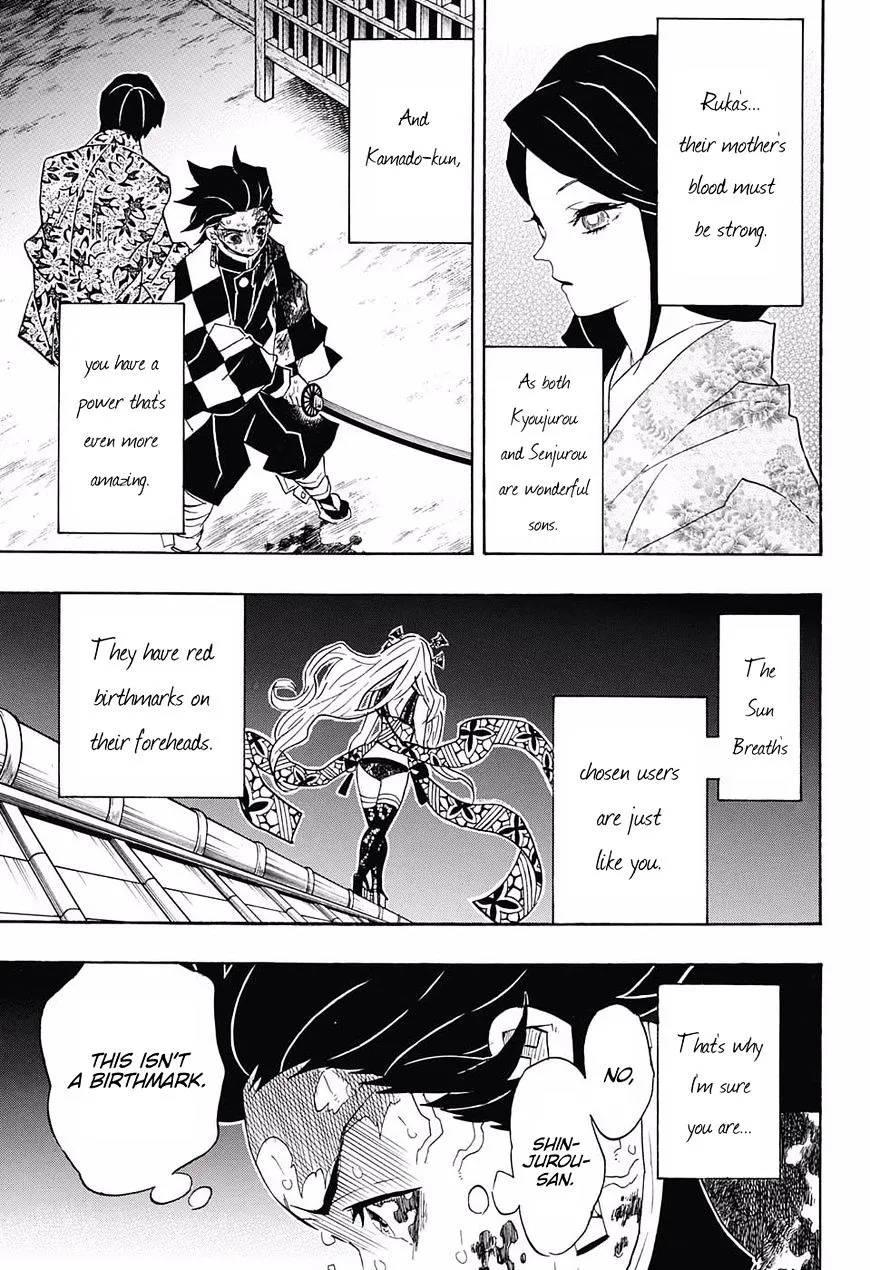 Ruka's...
their mother's
blood must
be strong.
As both
Kyoujurou
and Senjurou
are wonderful
sons.
And
Kamado-kun,
you have a
power that's
even more
amazing.
The
Sun
Breath's
chosen users
are just
like you.
They have red
birthmarks on
their foreheads.
That's why
I'm sure
you are...
NO,
SHIN-
JUROU-
SAN.
THIS ISN'T
A BIRTHMARK.